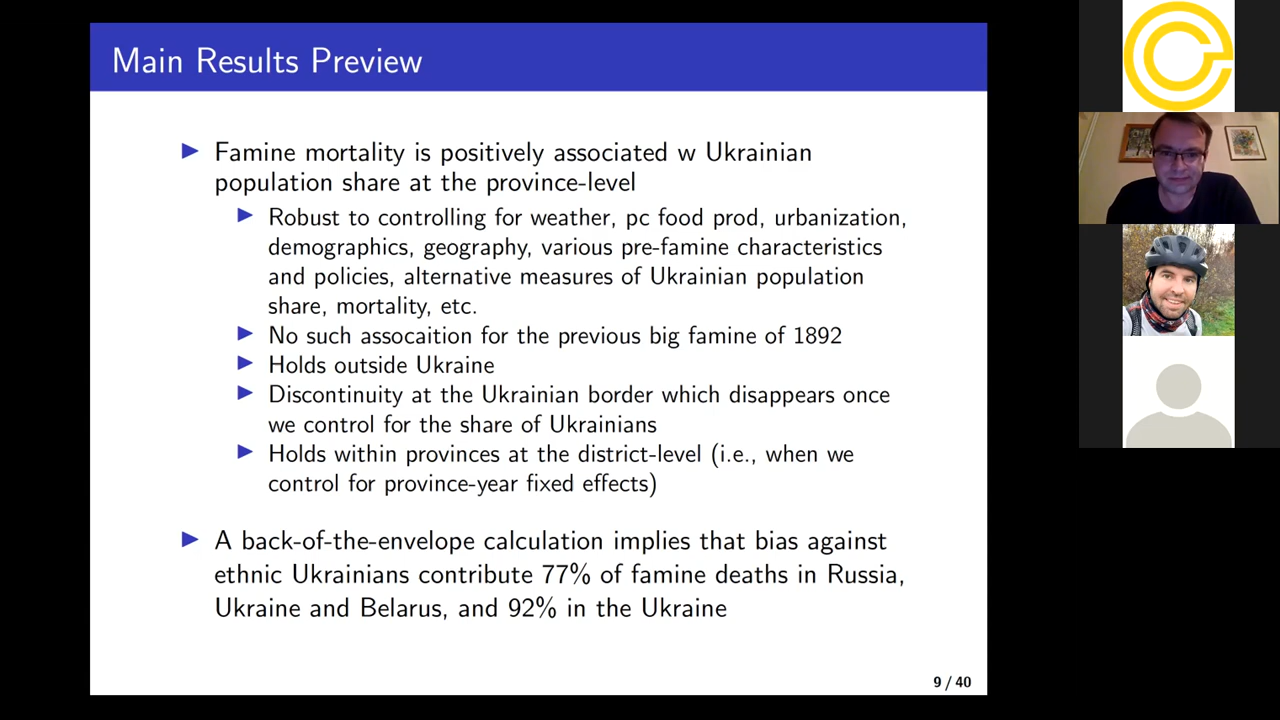 Main Results Preview
Famine mortality is positively associated w Ukrainian
population share at the province-level
Robust to controlling for weather, pc food prod, urbanization,
demographics, geography, various pre-famine characteristics
and policies, alternative measures of Ukrainian population
share, mortality, etc.
No such assocaition for the previous big famine of 1892
Holds outside Ukraine
Discontinuity at the Ukrainian border which disappears once
we control for the share of Ukrainians
Holds within provinces at the district-level (i.e., when we
control for province-year fixed effects)
A back-of-the-envelope calculation implies that bias against
ethnic Ukrainians contribute 77% of famine deaths in Russia,
Ukraine and Belarus, and 92% in the Ukraine
9 / 40